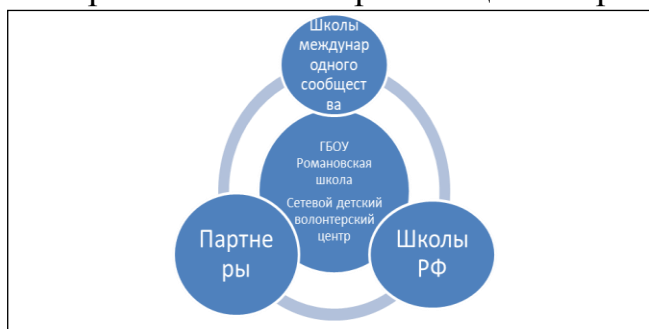 Школы
междунар
одного
сообщест
ва
ГБОУ
Романовская
школа
Сетевой детский
волонтерский
центр
Партне
ры
Школы
РФ